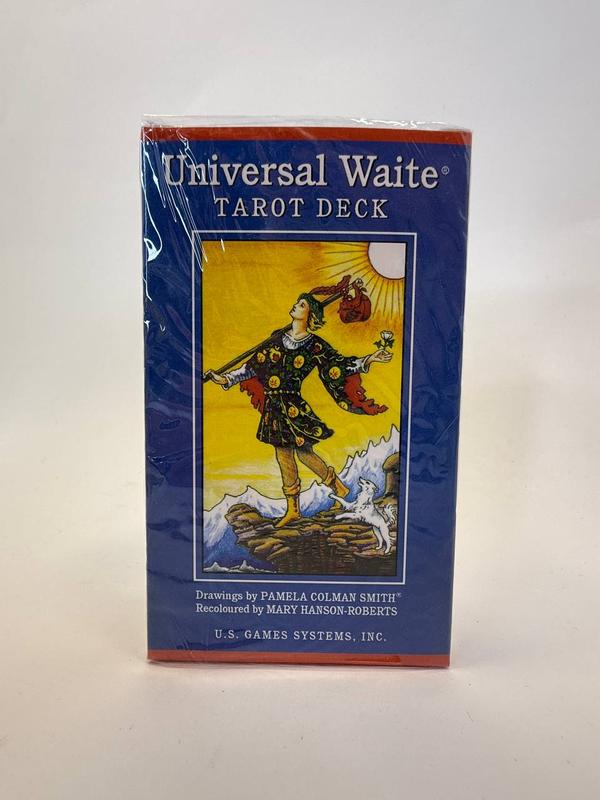 Universal Waite®
TAROT DECK
Drawings by PAMELA COLMAN SMITH®
Recoloured by MARY HANSON-ROBERTS
U.S. GAMES SYSTEMS, INC.